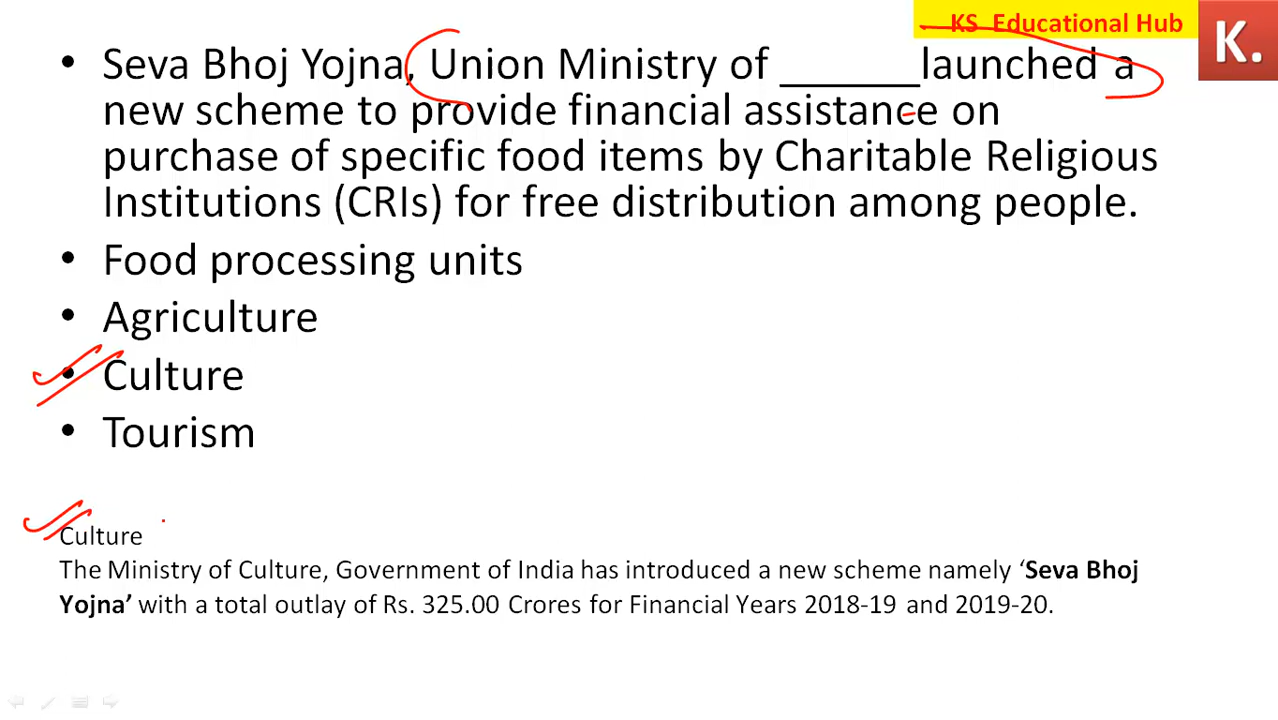 KS Educational Hub
K.
• Seva Bhoj Yojna, Union Ministry of ______launched a
new scheme to provide financial assistance on
purchase of specific food items by Charitable Religious
Institutions (CRIs) for free distribution among people.
• Food processing units
• Agriculture
• Culture
• Tourism
Culture
The Ministry of Culture, Government of India has introduced a new scheme namely ‘Seva Bhoj
Yojna’ with a total outlay of Rs. 325.00 Crores for Financial Years 2018-19 and 2019-20.